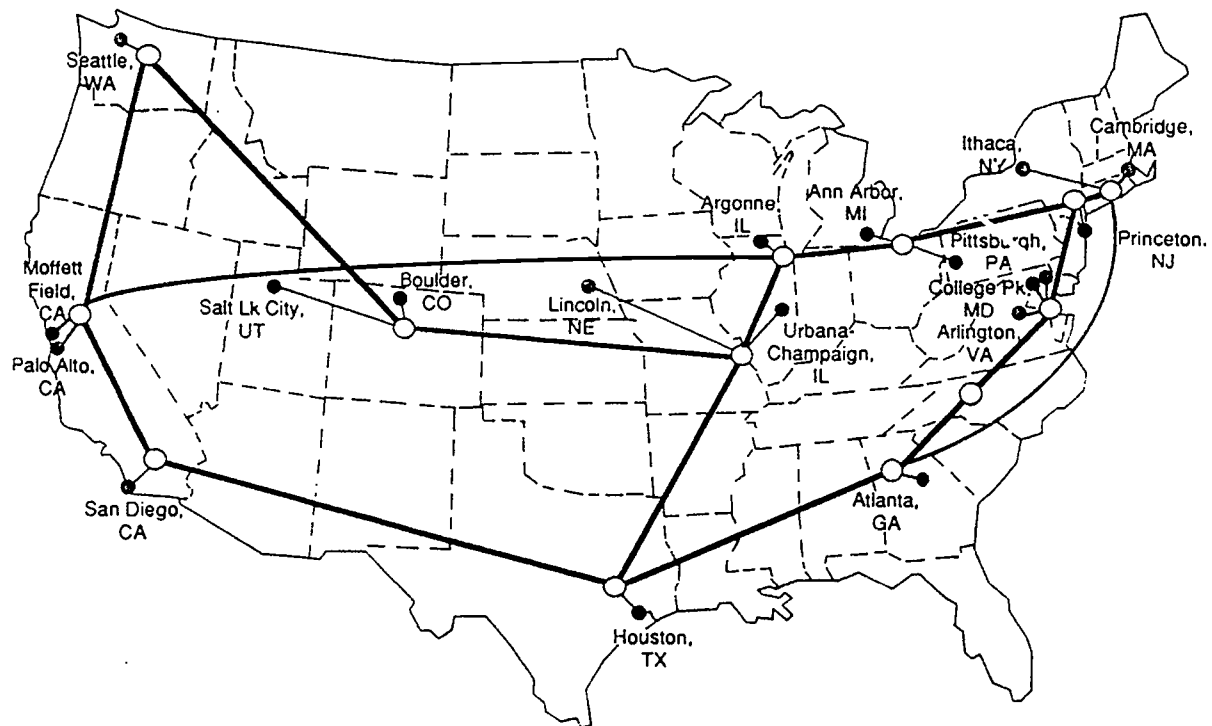 Seattle,
WA
Moffett
Field,
CA
Palo Alto,
CA
San Diego,
CA
Salt Lk City,
UT
Boulder,
CO
Lincoln,
NE
Argonne,
IL
Urbana-
Champaign,
IL
Ann Arbor,
MI
Ithaca,
NY
Cambridge,
MA
Princeton.
NJ
Pittsburgh,
PA
College Pk,
MD
Arlington,
VA
Atlanta,
GA
Houston,
TX